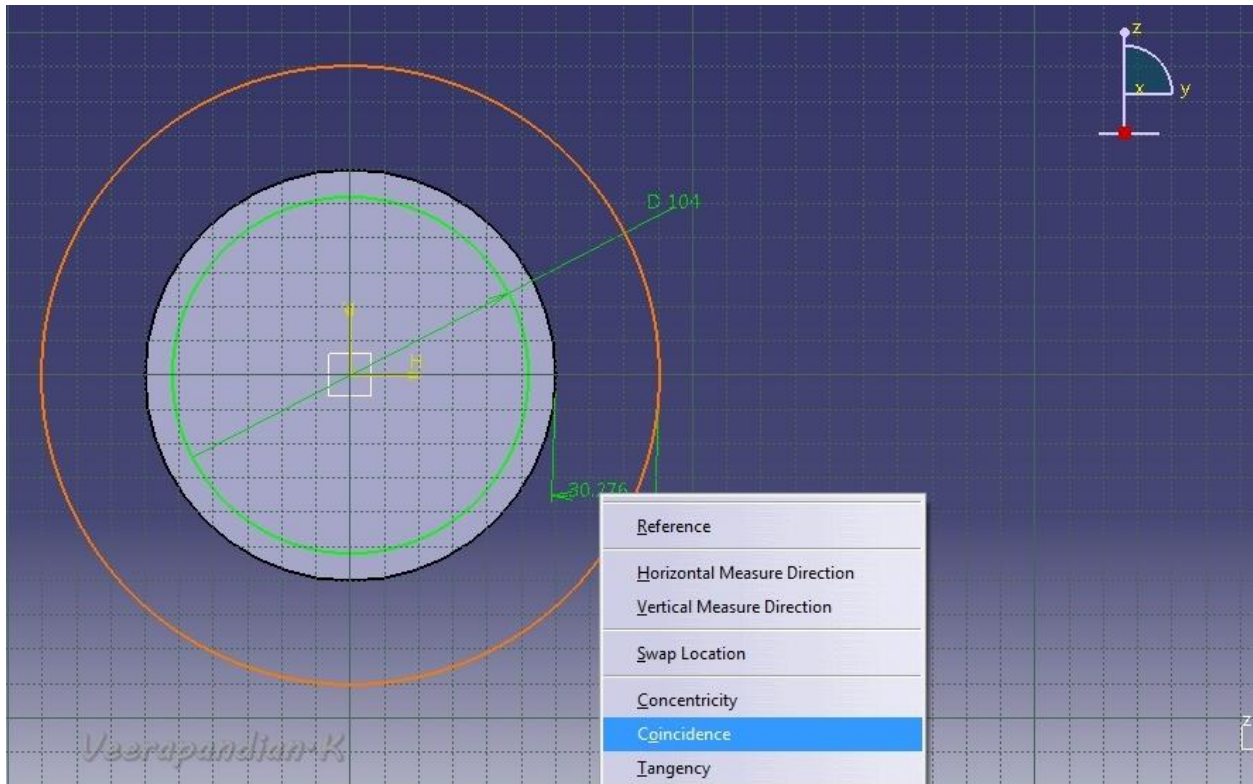 z
x
y
D 104
H
30.276
Reference
Horizontal Measure Direction
Vertical Measure Direction
Swap Location
Concentricity
Coincidence
Tangency
z
Veerapandian K